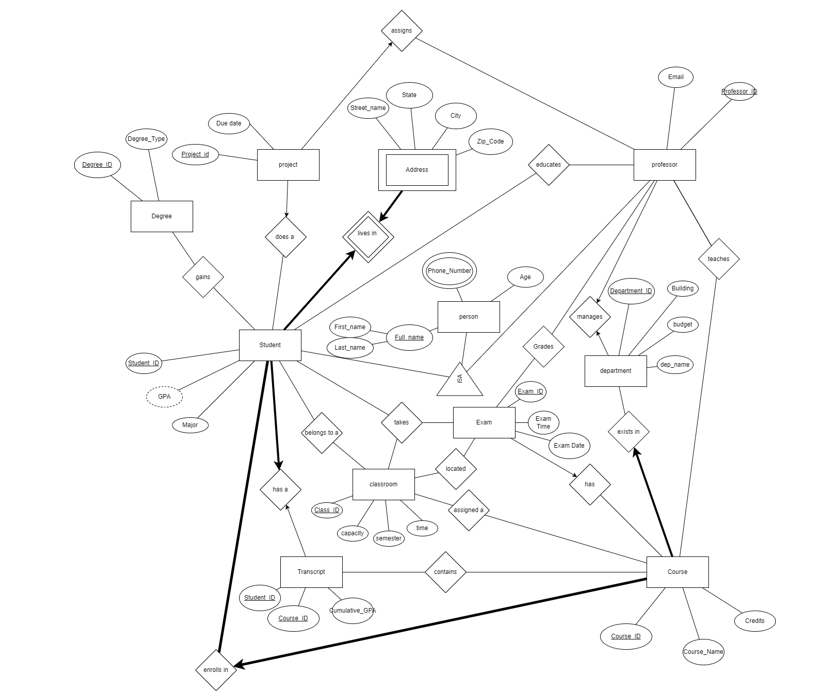 assigns
Email
Professor_ID
State
Street_name
City
Due date
Degree_Type
Zip_Code
Project_id
Degree_ID
project
Address
educates
professor
Degree
does a
lives in
teaches
gains
Phone_Number
Age
Department_ID
Building
person
manages
First_name
Full_name
budget
Last_name
Student
Grades
Student_ID
dep_name
department
ISA
GPA
Exam_ID
Major
belongs to a
takes
Exam
Exam
Time
exists in
Exam Date
located
has a
classroom
has
Class_ID
assigned a
capacity
time
semester
Transcript
contains
Course
Student_ID
Cumulative_GPA
Course_ID
Credits
Course_ID
Course_Name
enrolls in